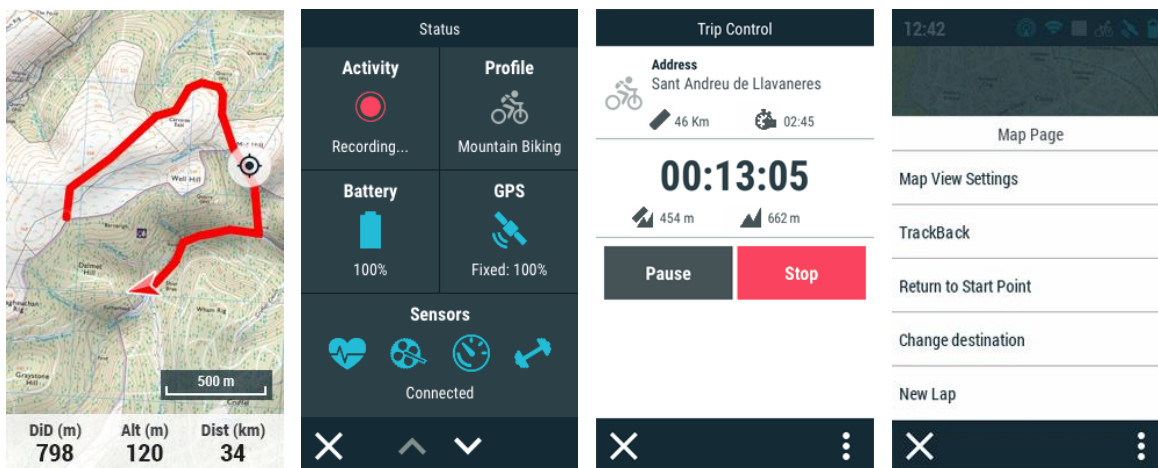 Well Hill
500 m
DiD (m) Alt (m) Dist (km)
798 120 34
Status
Activity Profile
Recording... Mountain Biking
Battery GPS
100% Fixed: 100%
Sensors
Connected
Trip Control
Address
Sant Andreu de Llavaneres
46 Km 02:45
00:13:05
454 m 662 m
Pause Stop
12:42
Map Page
Map View Settings
TrackBack
Return to Start Point
Change destination
New Lap